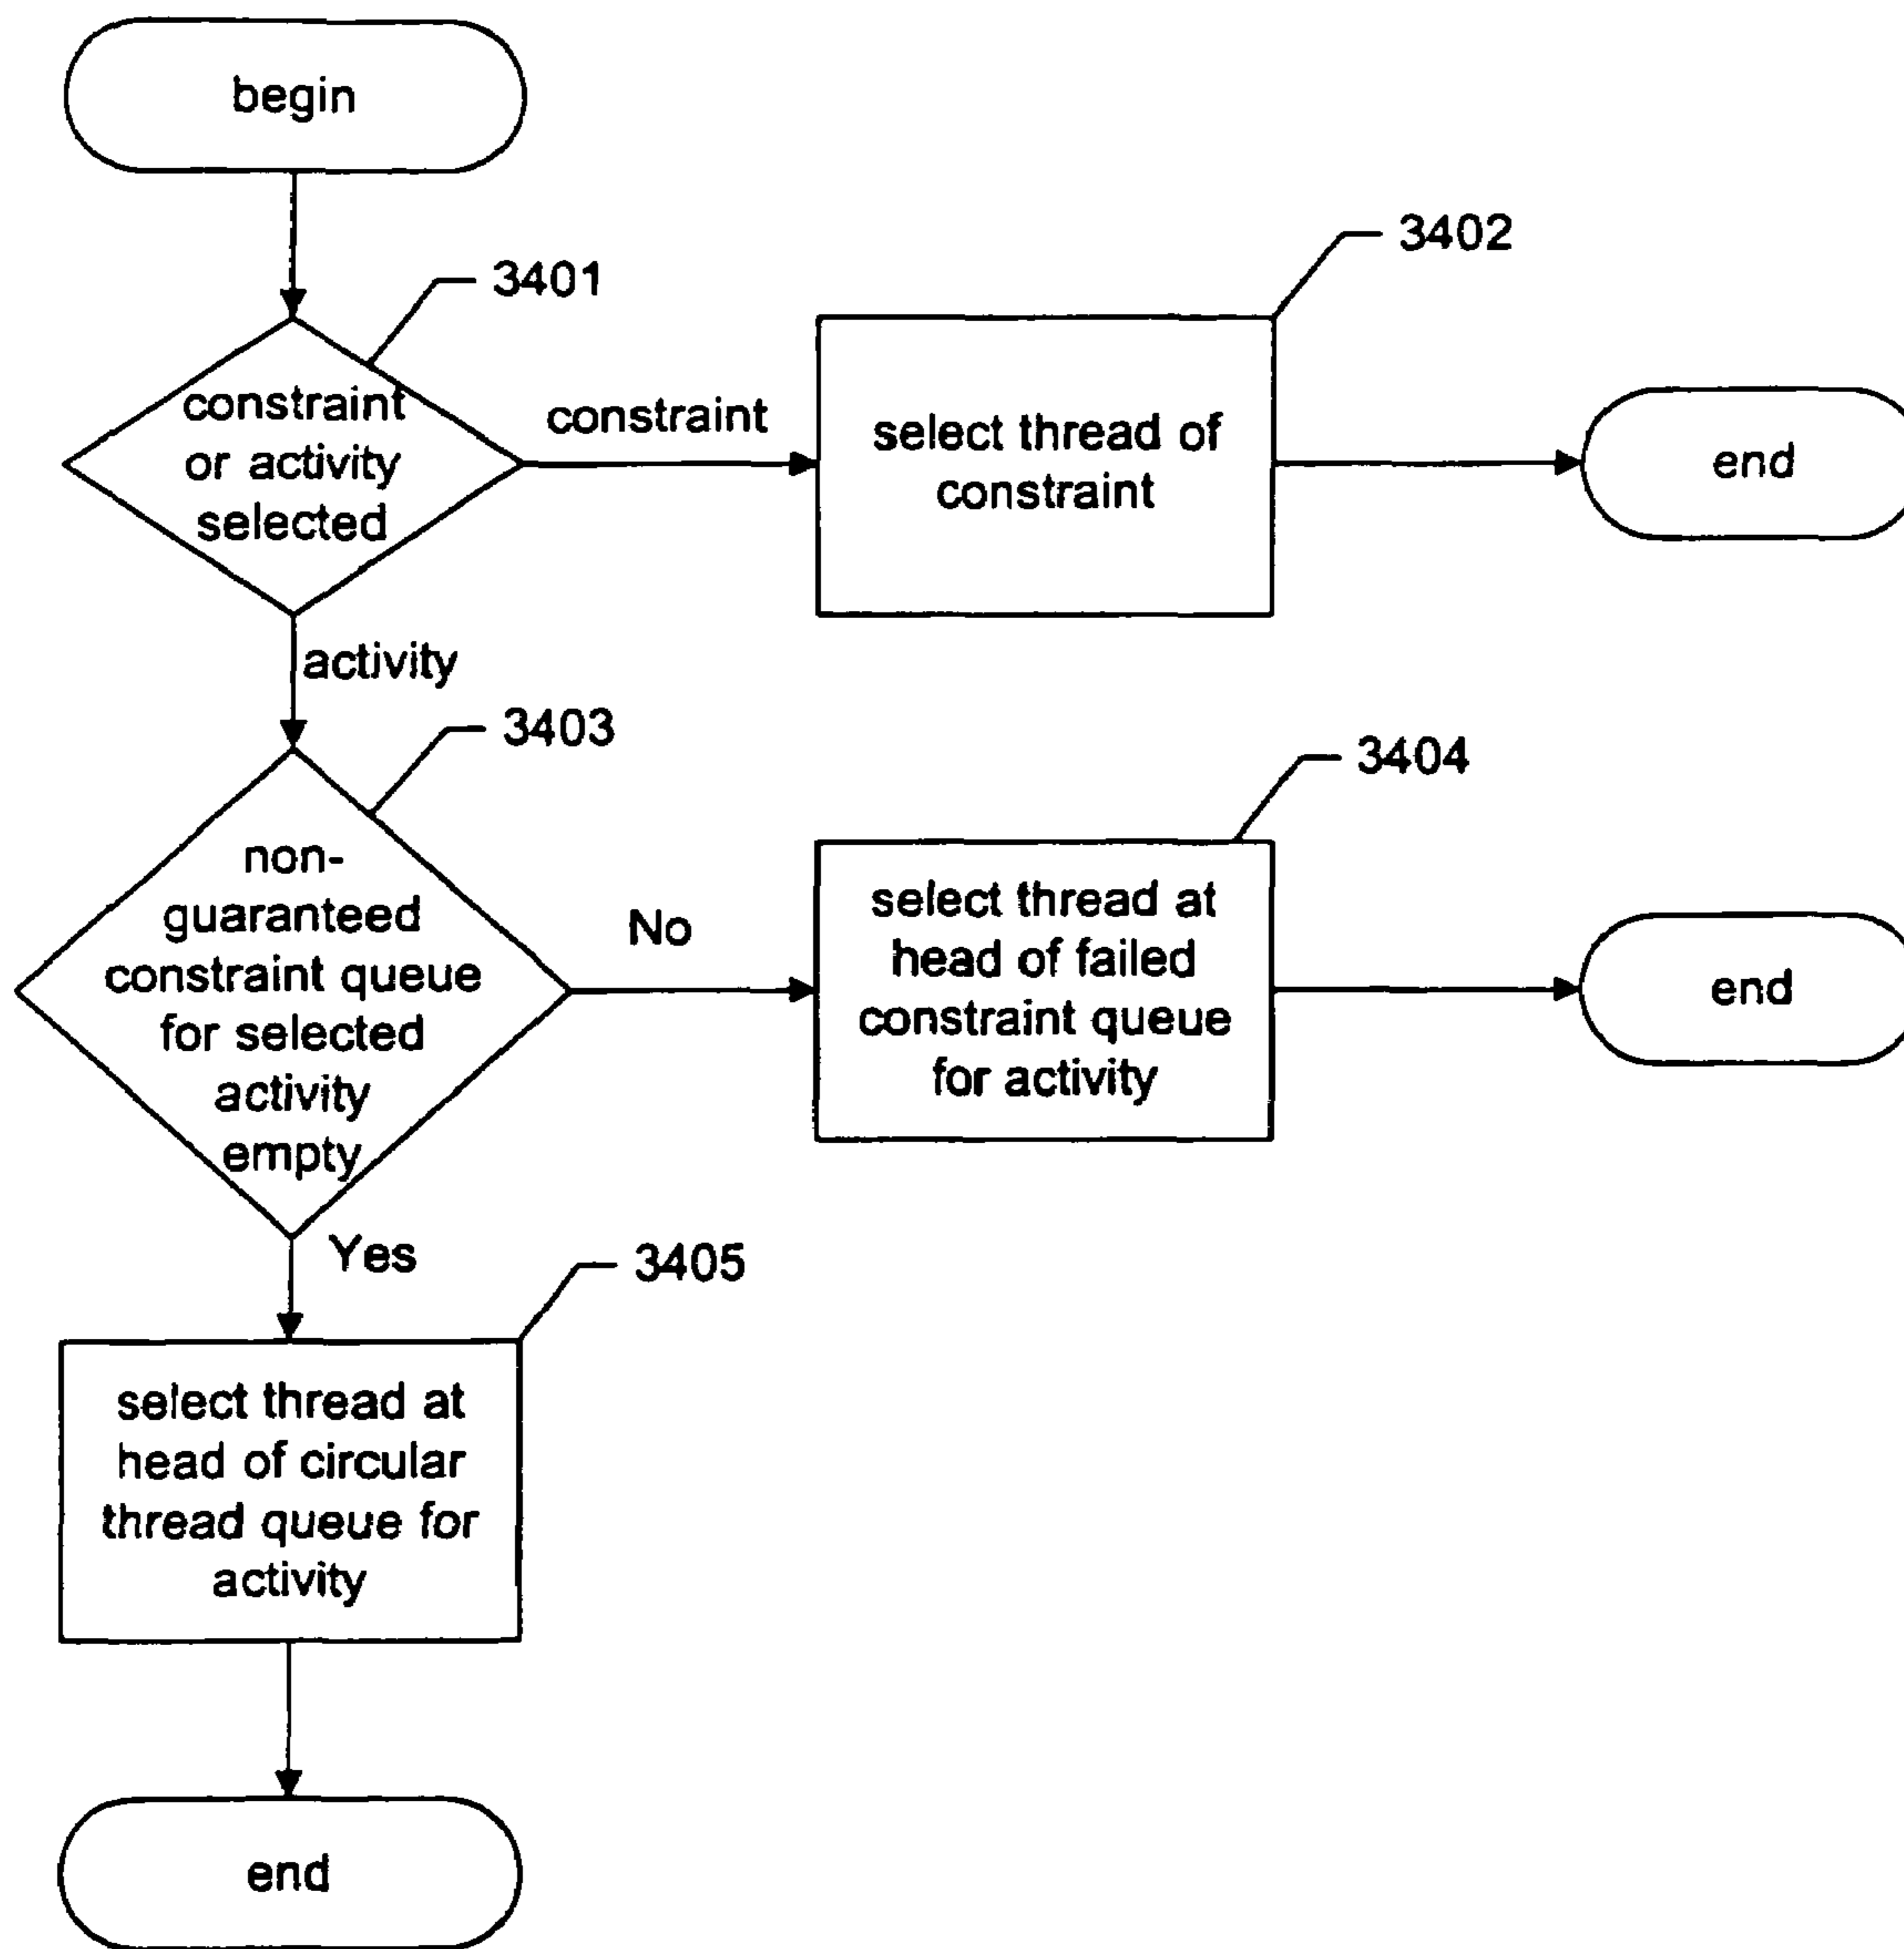 begin
3401
constraint
or activity
selected
constraint
3402
select thread of
constraint
end
activity
3403
non-
guaranteed
constraint queue
for selected
activity
empty
No
3404
select thread at
head of failed
constraint queue
for activity
end
Yes
3405
select thread at
head of circular
thread queue for
activity
end